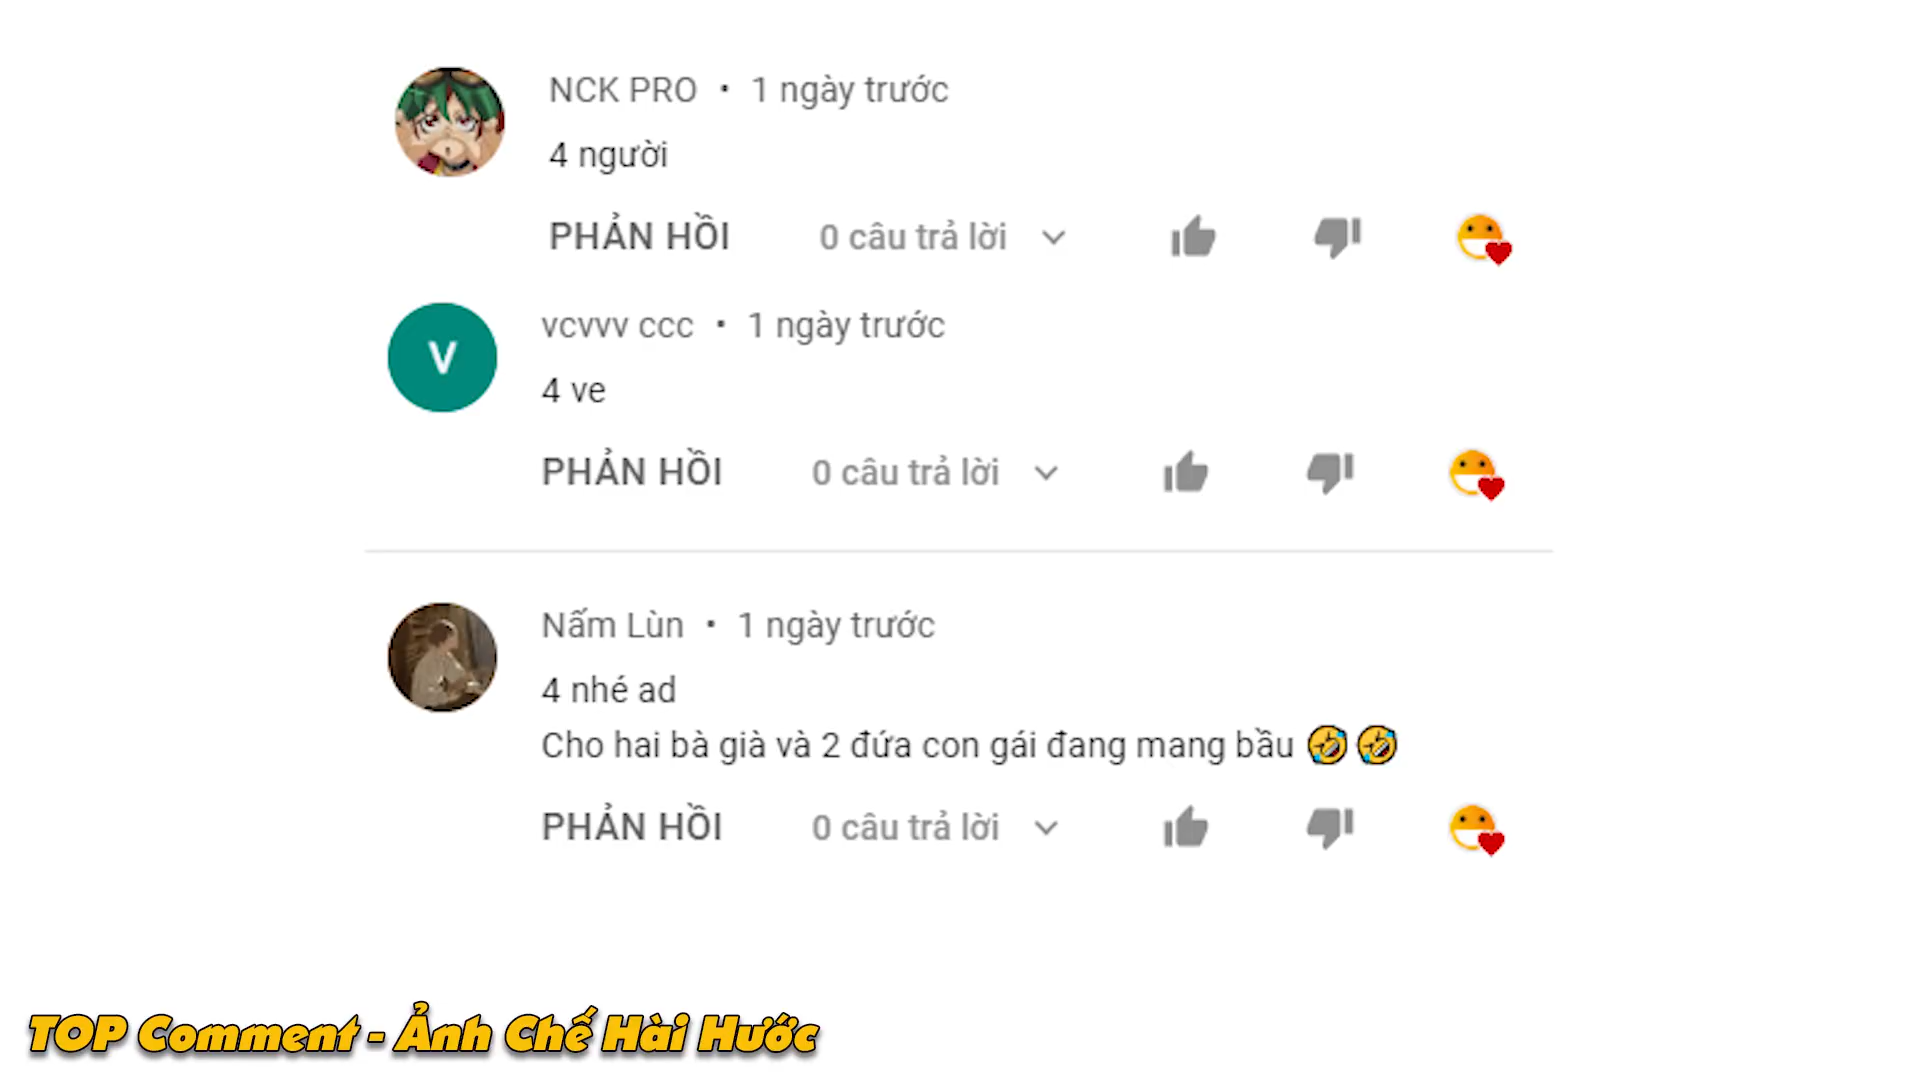 NCK PRO • 1 ngày trước
4 người
PHẢN HỒI 0 câu trả lời
V
vcvvv ccc • 1 ngày trước
4 ve
PHẢN HỒI 0 câu trả lời
Nấm Lùn • 1 ngày trước
4 nhé ad
Cho hai bà già và 2 đứa con gái đang mang bầu 🤣🤣
PHẢN HỒI 0 câu trả lời
TOP Comment - Ảnh Chế Hài Hước